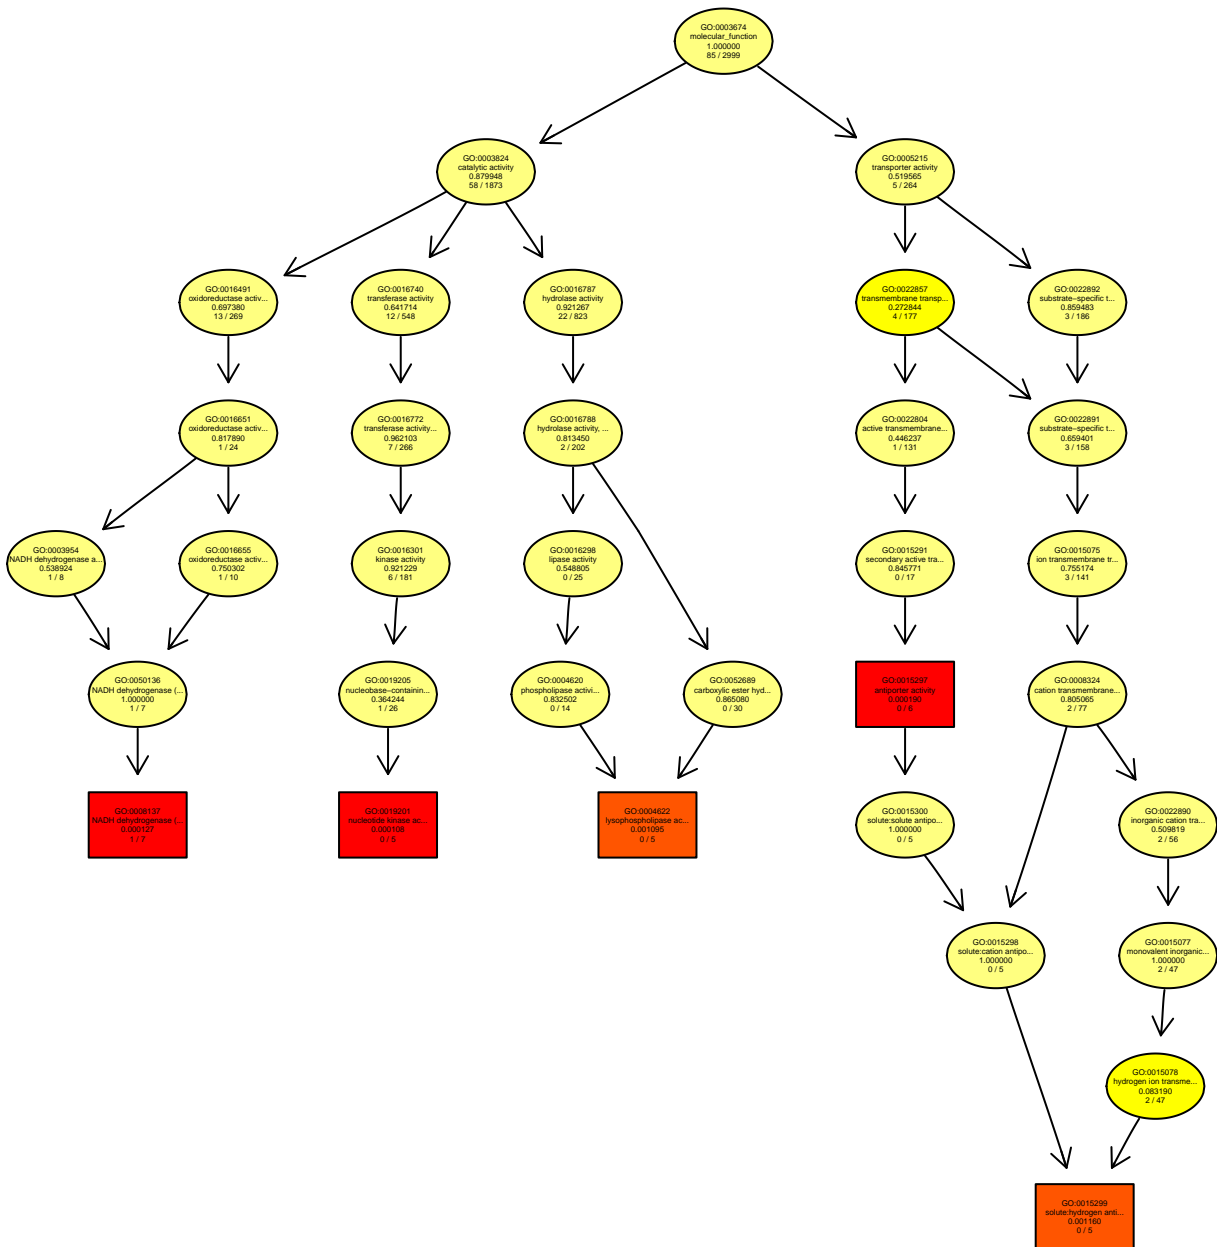 GO:0003674
molecular_function
1.000000
85 / 2999
GO:0003824
catalytic activity
0.879948
58 / 1873
GO:0005215
transporter activity
0.519565
5 / 264
GO:0016491
oxidoreductase activ...
0.697380
13 / 269
GO:0016740
transferase activity
0.641714
12 / 548
GO:0016787
hydrolase activity
0.921267
22 / 823
GO:0022857
transmembrane transp...
0.272844
4 / 177
GO:0022892
substrate−specific t...
0.859483
3 / 186
GO:0016651
oxidoreductase activ...
0.817890
1 / 24
GO:0016772
transferase activity...
0.962103
7 / 266
GO:0016788
hydrolase activity, ...
0.813450
2 / 202
GO:0022804
active transmembrane...
0.446237
1 / 131
GO:0022891
substrate−specific t...
0.659401
3 / 158
GO:0003954
NADH dehydrogenase a...
0.538924
1 / 8
GO:0016655
oxidoreductase activ...
0.750302
1 / 10
GO:0016301
kinase activity
0.921229
6 / 181
GO:0016298
lipase activity
0.548805
0 / 25
GO:0015291
secondary active tra...
0.845771
0 / 17
GO:0015075
ion transmembrane tr...
0.755174
3 / 141
GO:0050136
NADH dehydrogenase (...
1.000000
1 / 7
GO:0019205
nucleobase−containin...
0.364244
1 / 26
GO:0004620
phospholipase activi...
0.832502
0 / 14
GO:0052689
carboxylic ester hyd...
0.865080
0 / 30
GO:0015297
antiporter activity
0.000190
0 / 6
GO:0008324
cation transmembrane...
0.805065
2 / 77
GO:0008137
NADH dehydrogenase (...
0.000127
1 / 7
GO:0019201
nucleotide kinase ac...
0.000108
0 / 5
GO:0004622
lysophospholipase ac...
0.001095
0 / 5
GO:0015300
solute:solute antipo...
1.000000
0 / 5
GO:0022890
inorganic cation tra...
0.509819
2 / 56
GO:0015298
solute:cation antipo...
1.000000
0 / 5
GO:0015077
monovalent inorganic...
1.000000
2 / 47
GO:0015078
hydrogen ion transme...
0.083190
2 / 47
GO:0015299
solute:hydrogen anti...
0.001160
0 / 5